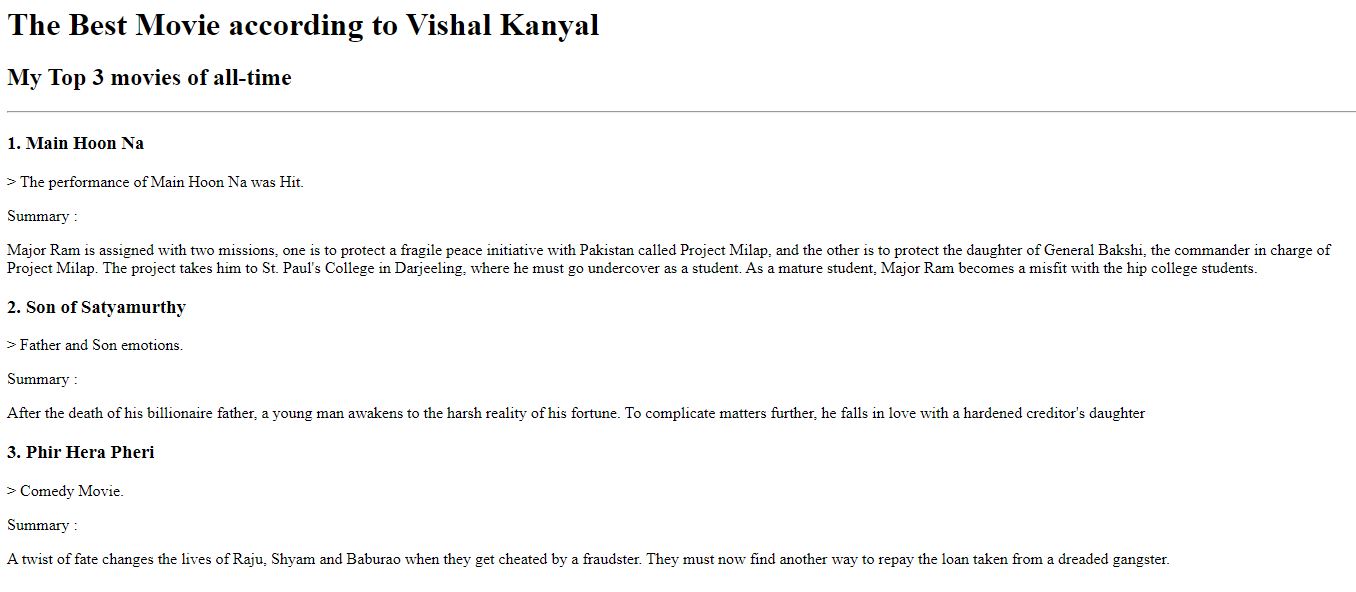 The Best Movie according to Vishal Kanyal
My Top 3 movies of all-time
1. Main Hoon Na
> The performance of Main Hoon Na was Hit.
Summary :
Major Ram is assigned with two missions, one is to protect a fragile peace initiative with Pakistan called Project Milap, and the other is to protect the daughter of General Bakshi, the commander in charge of
Project Milap. The project takes him to St. Paul's College in Darjeeling, where he must go undercover as a student. As a mature student, Major Ram becomes a misfit with the hip college students.
2. Son of Satyamurthy
> Father and Son emotions.
Summary :
After the death of his billionaire father, a young man awakens to the harsh reality of his fortune. To complicate matters further, he falls in love with a hardened creditor's daughter
3. Phir Hera Pheri
> Comedy Movie.
Summary :
A twist of fate changes the lives of Raju, Shyam and Baburao when they get cheated by a fraudster. They must now find another way to repay the loan taken from a dreaded gangster.